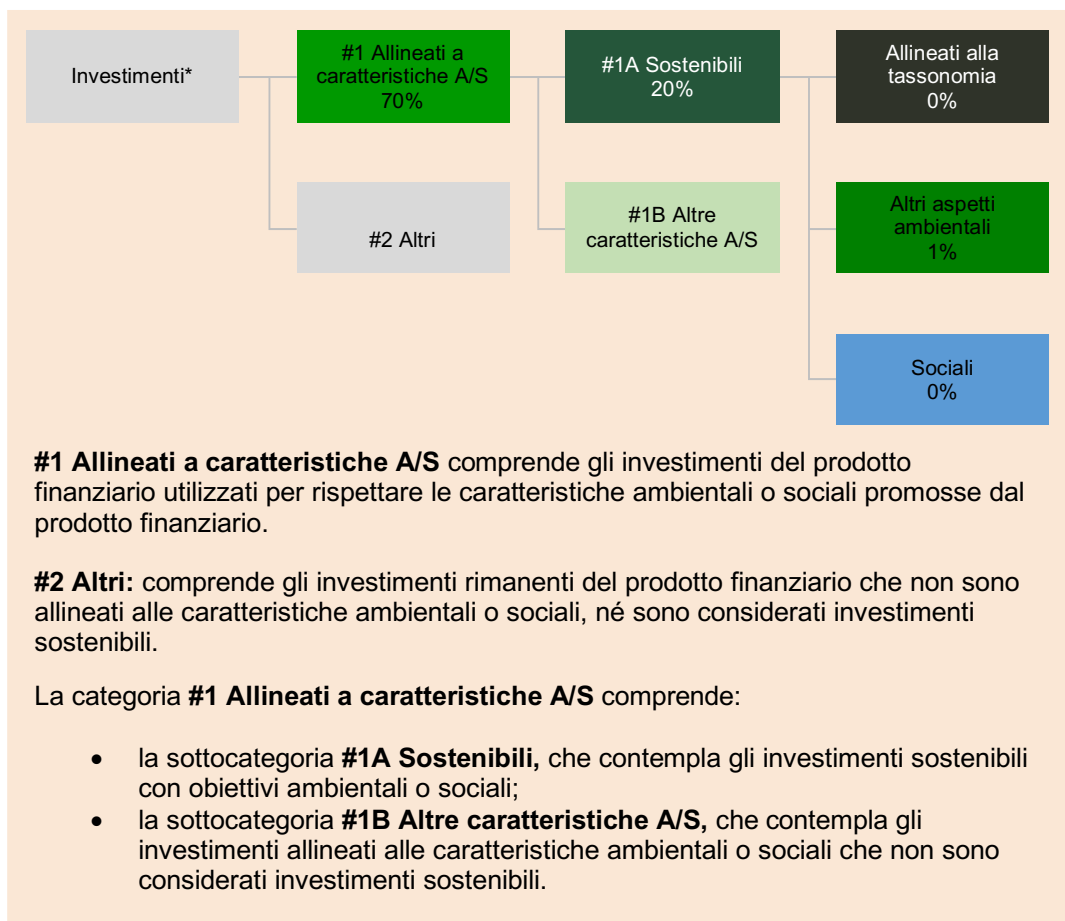 Investimenti*
#1 Allineati a
caratteristiche A/S
70%
#1A Sostenibili
20%
Allineati alla
tassonomia
0%
#2 Altri
#1B Altre
caratteristiche A/S
Altri aspetti
ambientali
1%
Sociali
0%
#1 Allineati a caratteristiche A/S comprende gli investimenti del prodotto
finanziario utilizzati per rispettare le caratteristiche ambientali o sociali promosse dal
prodotto finanziario.
#2 Altri: comprende gli investimenti rimanenti del prodotto finanziario che non sono
allineati alle caratteristiche ambientali o sociali, né sono considerati investimenti
sostenibili.
La categoria #1 Allineati a caratteristiche A/S comprende:
• la sottocategoria #1A Sostenibili, che contempla gli investimenti sostenibili
con obiettivi ambientali o sociali;
• la sottocategoria #1B Altre caratteristiche A/S, che contempla gli
investimenti allineati alle caratteristiche ambientali o sociali che non sono
considerati investimenti sostenibili.